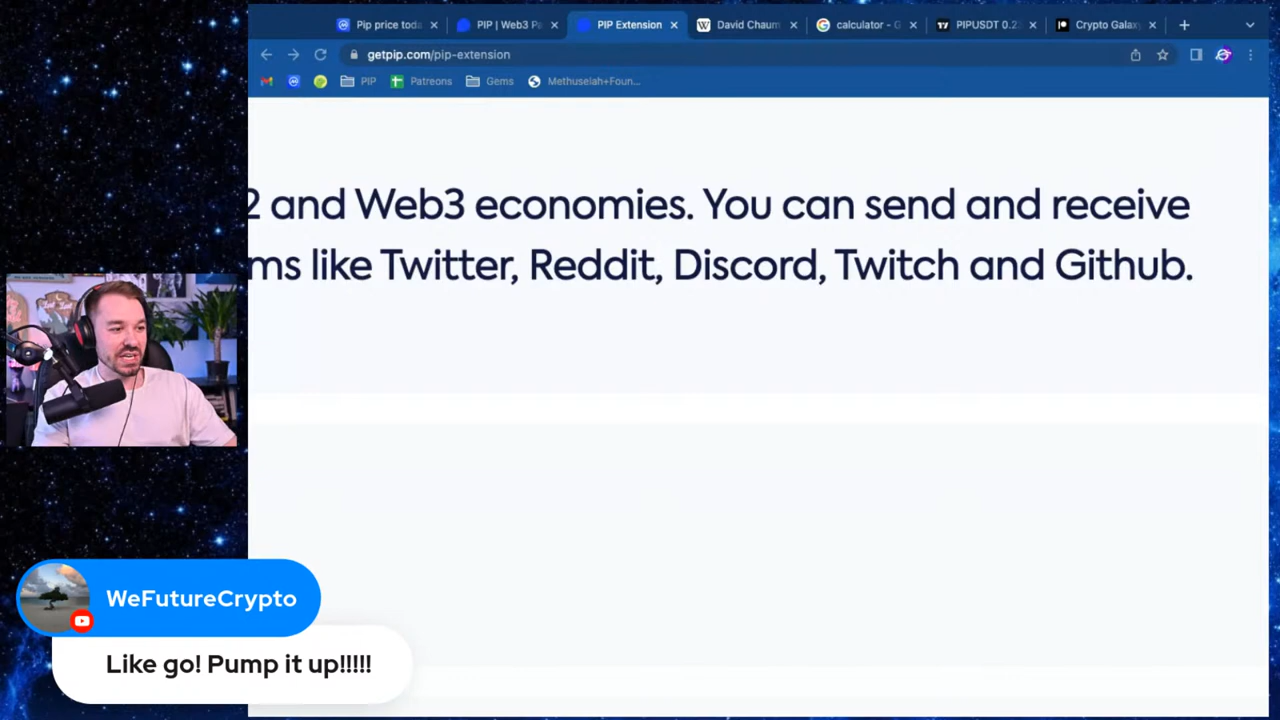 Pip price toda
PIP | Web3 Pa
PIP Extension
David Chaum
calculator - G
PIPUSDT 0.2
Crypto Galax
getpip.com/pip-extension
PIP
Patreons
Gems
Methuselah+Foun...
2 and Web3 economies. You can send and receive
ms like Twitter, Reddit, Discord, Twitch and Github.
WeFutureCrypto
Like go! Pump it up!!!!!